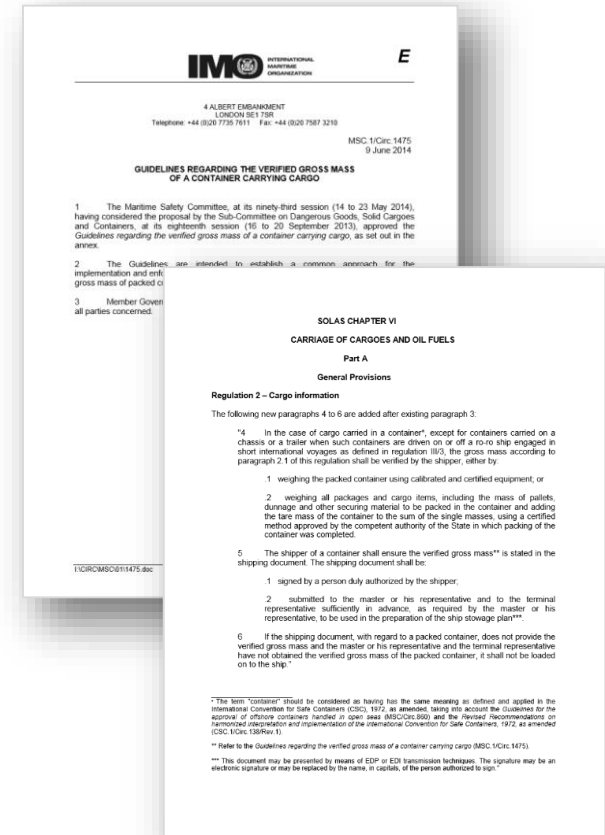 IMO INTERNATIONAL
MARITIME
ORGANIZATION
E
4 ALBERT EMBANKMENT
LONDON SE1 7SR
Telephone: +44 (0)20 7735 7611 Fax: +44 (0)20 7587 3210
MSC.1/Circ.1475
9 June 2014
GUIDELINES REGARDING THE VERIFIED GROSS MASS
OF A CONTAINER CARRYING CARGO
1 The Maritime Safety Committee, at its ninety-third session (14 to 23 May 2014),
having considered the proposal by the Sub-Committee on Dangerous Goods, Solid Cargoes
and Containers, at its eighteenth session (16 to 20 September 2013), approved the
Guidelines regarding the verified gross mass of a container carrying cargo, as set out in the
annex.
2 The Guidelines are intended to establish a common approach for the
implementation and
gross mass of packed
3 Member
all parties concerned.
I:\CIRC\MSC\01\1475.doc
SOLAS CHAPTER VI
CARRIAGE OF CARGOES AND OIL FUELS
Part A
General Provisions
Regulation 2 – Cargo information
The following new paragraphs 4 to 6 are added after existing paragraph 3:
"4 In the case of cargo carried in a container*, except for containers carried on a
chassis or a trailer when such containers are driven on or off a ro-ro ship engaged in
short international voyages as defined in regulation III/3, the gross mass according to
paragraph 2.1 of this regulation shall be verified by the shipper, either by:
.1 weighing the packed container using calibrated and certified equipment; or
.2 weighing all packages and cargo items, including the mass of pallets,
dunnage and other securing material to be packed in the container and adding
the tare mass of the container to the sum of the single masses, using a certified
method approved by the competent authority of the State in which packing of the
container was completed.
5 The shipper of a container shall ensure the verified gross mass** is stated in the
shipping document. The shipping document shall be:
.1 signed by a person duly authorized by the shipper;
.2 submitted to the master or his representative and to the terminal
representative sufficiently in advance, as required by the master or his
representative, to be used in the preparation of the ship stowage plan***.
6 If the shipping document, with regard to a packed container, does not provide the
verified gross mass and the master or his representative and the terminal representative
have not obtained the verified gross mass of the packed container, it shall not be loaded
on to the ship."
* The term "container" should be considered as having has the same meaning as defined and applied in the
International Convention for Safe Containers (CSC), 1972, as amended, taking into account the Guidelines for the
approval of offshore containers handled in open seas (MSC/Circ.860) and the Revised Recommendations on
harmonized interpretation and implementation of the international Convention for Safe Containers, 1972, as amended
(CSC.1/Circ.138/Rev.1).
** Refer to the Guidelines regarding the verified gross mass of a container carrying cargo (MSC.1/Circ.1475).
*** This document may be presented by means of EDP or EDI transmission techniques. The signature may be an
electronic signature or may be replaced by the name, in capitals, of the person authorized to sign."